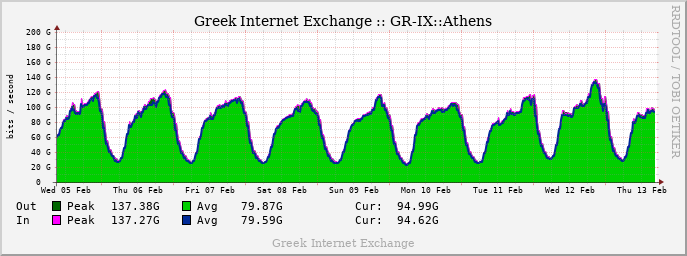 Greek Internet Exchange :: GR-IX::Athens
RRDTOOL / TOBI OETIKER
bits / second
200 G
180 G
160 G
140 G
120 G
100 G
80 G
60 G
40 G
20 G
0
Wed 05 Feb Thu 06 Feb Fri 07 Feb Sat 08 Feb Sun 09 Feb Mon 10 Feb Tue 11 Feb Wed 12 Feb Thu 13 Feb
Out Peak 137.38G Avg 79.87G Cur: 94.99G
In Peak 137.27G Avg 79.59G Cur: 94.62G
Greek Internet Exchange